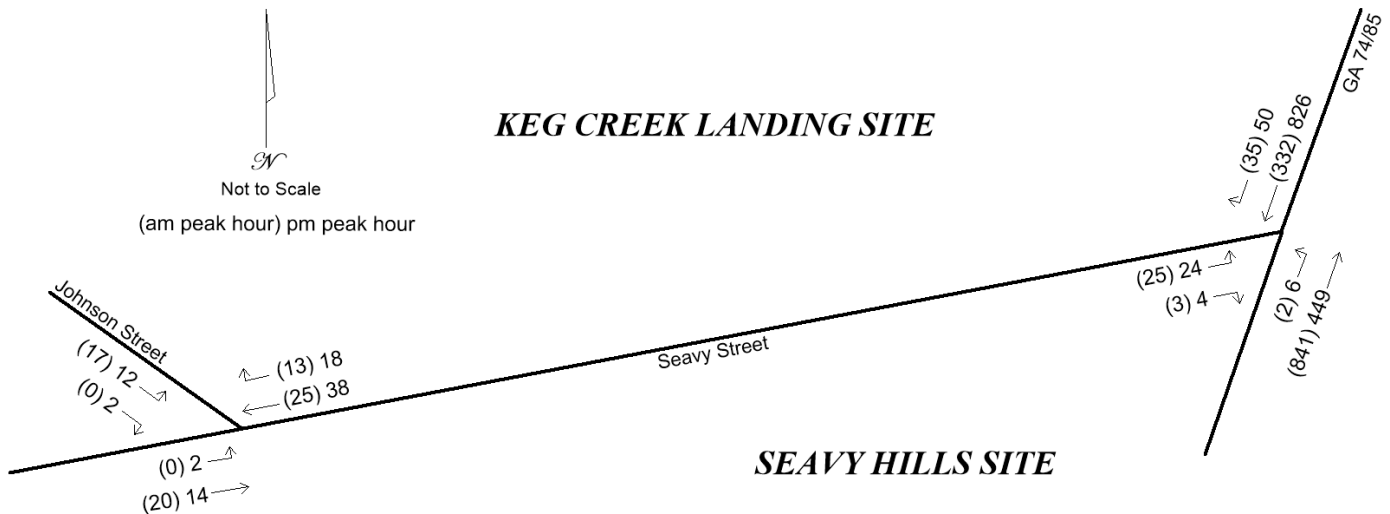 GA 74/85
(35) 50
(332) 826
KEG CREEK LANDING SITE
N
Not to Scale
(am peak hour) pm peak hour
(25) 24
(3) 4
(2) 6
(841) 449
Johnson Street
(17) 12
(0) 2
Seavy Street
(13) 18
(25) 38
(0) 2
(20) 14
SEAVY HILLS SITE